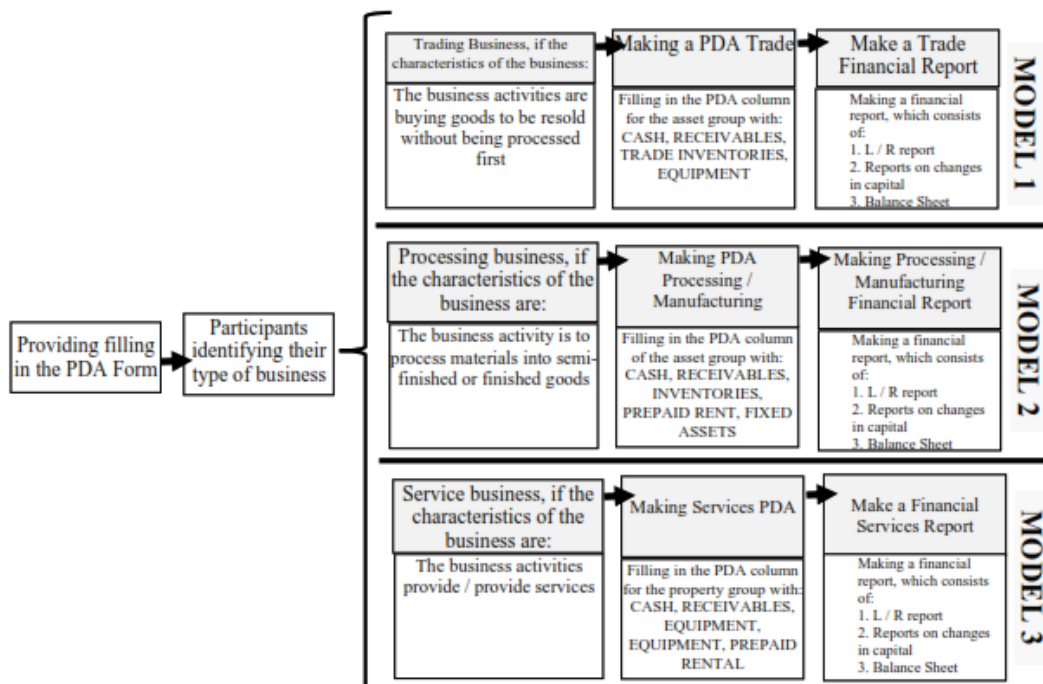 Providing filling
in the PDA Form
Participants
identifying their
type of business
Trading Business, if the
characteristics of the business:
The business activities are
buying goods to be resold
without being processed
first
Making a PDA Trade
Filling in the PDA column
for the asset group with:
CASH, RECEIVABLES,
TRADE INVENTORIES,
EQUIPMENT
Make a Trade
Financial Report
Making a financial
report, which consists
of:
1. L / R report
2. Reports on changes
in capital
3. Balance Sheet
MODEL 1
Processing business, if
the characteristics of the
business are:
The business activity is to
process materials into semi-
finished or finished goods
Making PDA
Processing /
Manufacturing
Filling in the PDA column
of the asset group with:
CASH, RECEIVABLES,
INVENTORIES,
PREPAID RENT, FIXED
ASSETS
Making Processing /
Manufacturing
Financial Report
Making a financial
report, which consists
of:
1. L / R report
2. Reports on changes
in capital
3. Balance Sheet
MODEL 2
Service business, if the
characteristics of the
business are:
The business activities
provide / provide services
Making Services PDA
Filling in the PDA column
for the property group with:
CASH, RECEIVABLES,
EQUIPMENT,
EQUIPMENT, PREPAID
RENTAL
Make a Financial
Services Report
Making a financial
report, which consists
of:
1. L / R report
2. Reports on changes
in capital
3. Balance Sheet
MODEL 3